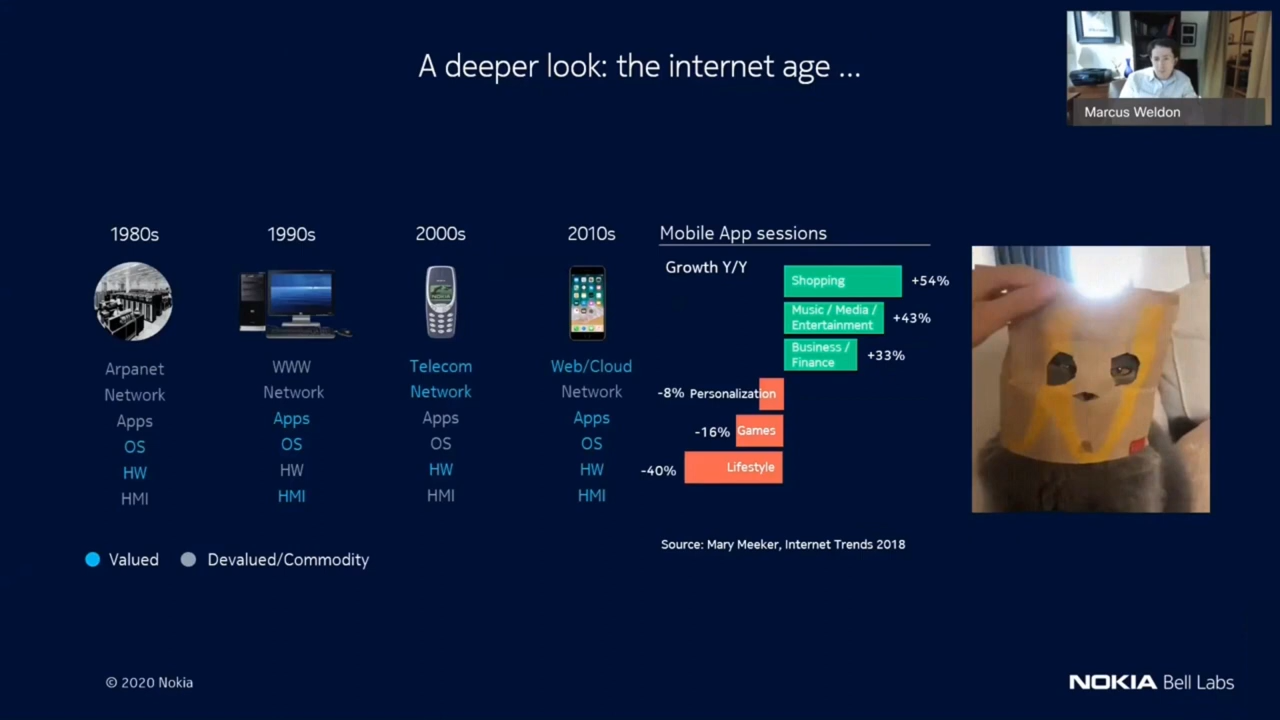 A deeper look: the internet age ...
Marcus Weldon
1980s
Arpanet
Network
Apps
OS
HW
HMI
1990s
WWW
Network
Apps
OS
HW
HMI
2000s
NOKIA
Telecom
Network
Apps
OS
HW
HMI
2010s
Web/Cloud
Network
Apps
OS
HW
HMI
Mobile App sessions
Growth Y/Y
Shopping +54%
Music / Media /
Entertainment +43%
Business /
Finance +33%
-8% Personalization
-16% Games
-40% Lifestyle
Source: Mary Meeker, Internet Trends 2018
Valued
Devalued/Commodity
© 2020 Nokia
NOKIA Bell Labs